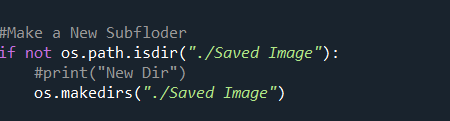 #Make a New Subfloder
if not os.path.isdir("./Saved Image"):
    #print("New Dir")
    os.makedirs("./Saved Image")